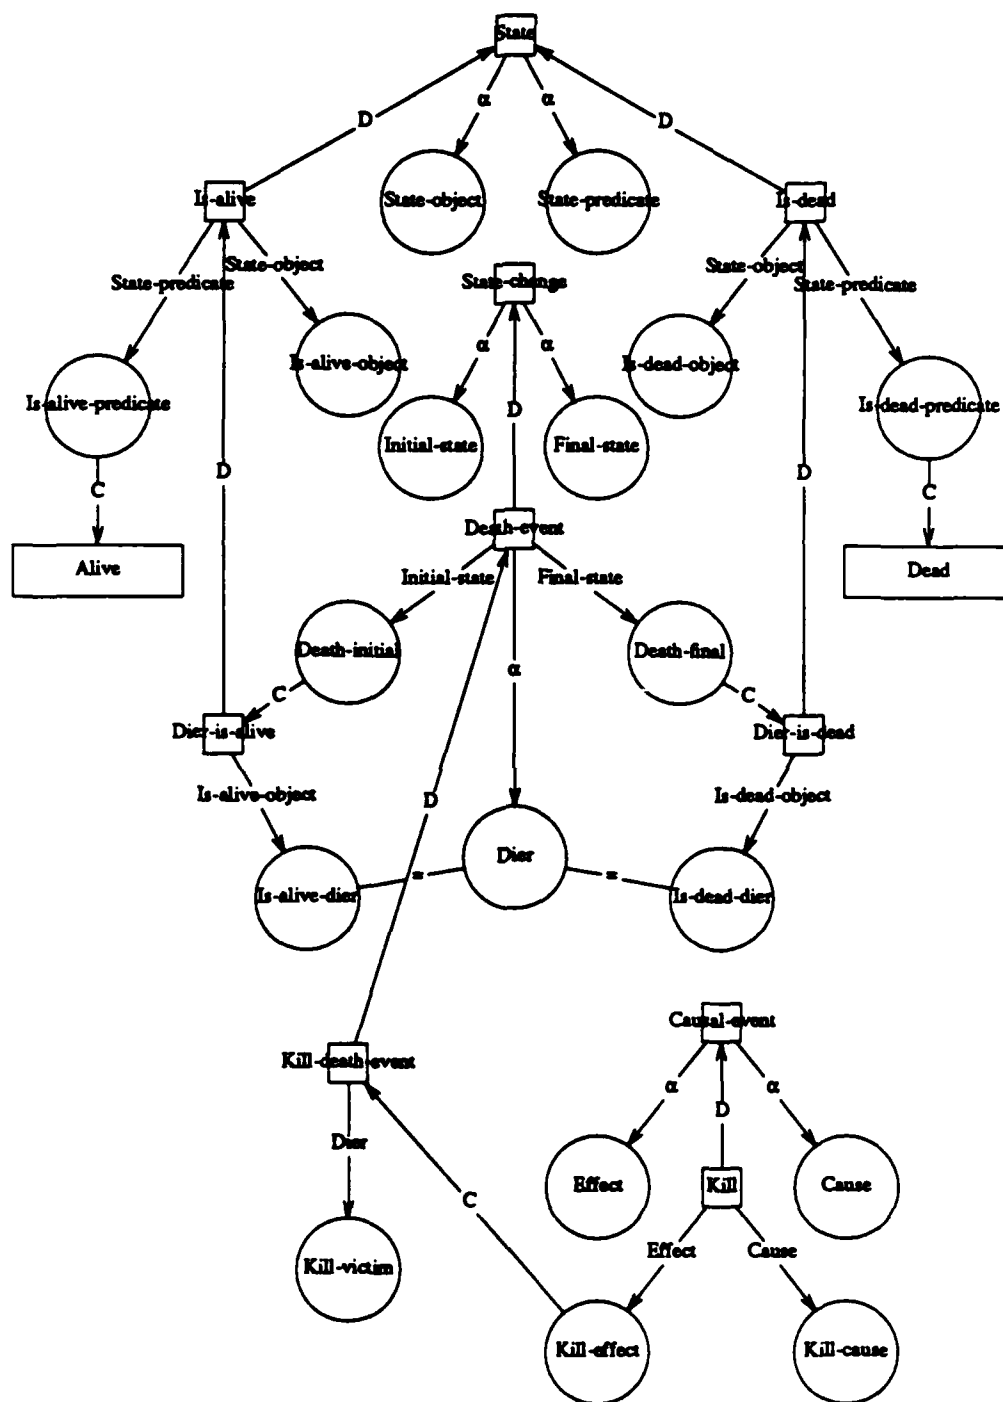 State
α α
D D
Is-alive State-object State-predicate Is-dead
State-predicate State-object State-change State-object State-predicate
α α
Is-alive-predicate Is-alive-object Is-dead-object Is-dead-predicate
D
Initial-state Final-state
D D
C C
Death-event
Alive Initial-state Final-state Dead
Death-initial Death-final
α
C C
Dier-is-alive Dier-is-dead
Is-alive-object D Is-dead-object
Dier
= =
Is-alive-dier Is-dead-dier
Causal-event
Kill-death-event
α D α
Dier
Effect Kill Cause
C
Effect Cause
Kill-victim
Kill-effect Kill-cause